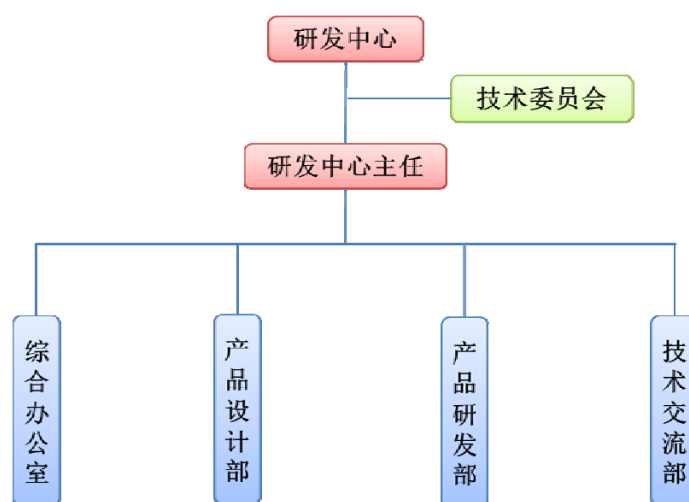 研发中心
技术委员会
研发中心主任
综合办公室
产品设计部
产品研发部
技术交流部